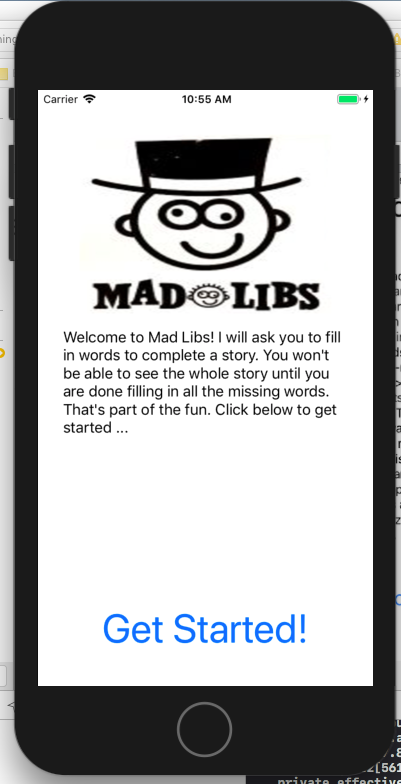 Carrier
10:55 AM
MAD LIBS
Welcome to Mad Libs! I will ask you to fill
in words to complete a story. You won't
be able to see the whole story until you
are done filling in all the missing words.
That's part of the fun. Click below to get
started ...
Get Started!